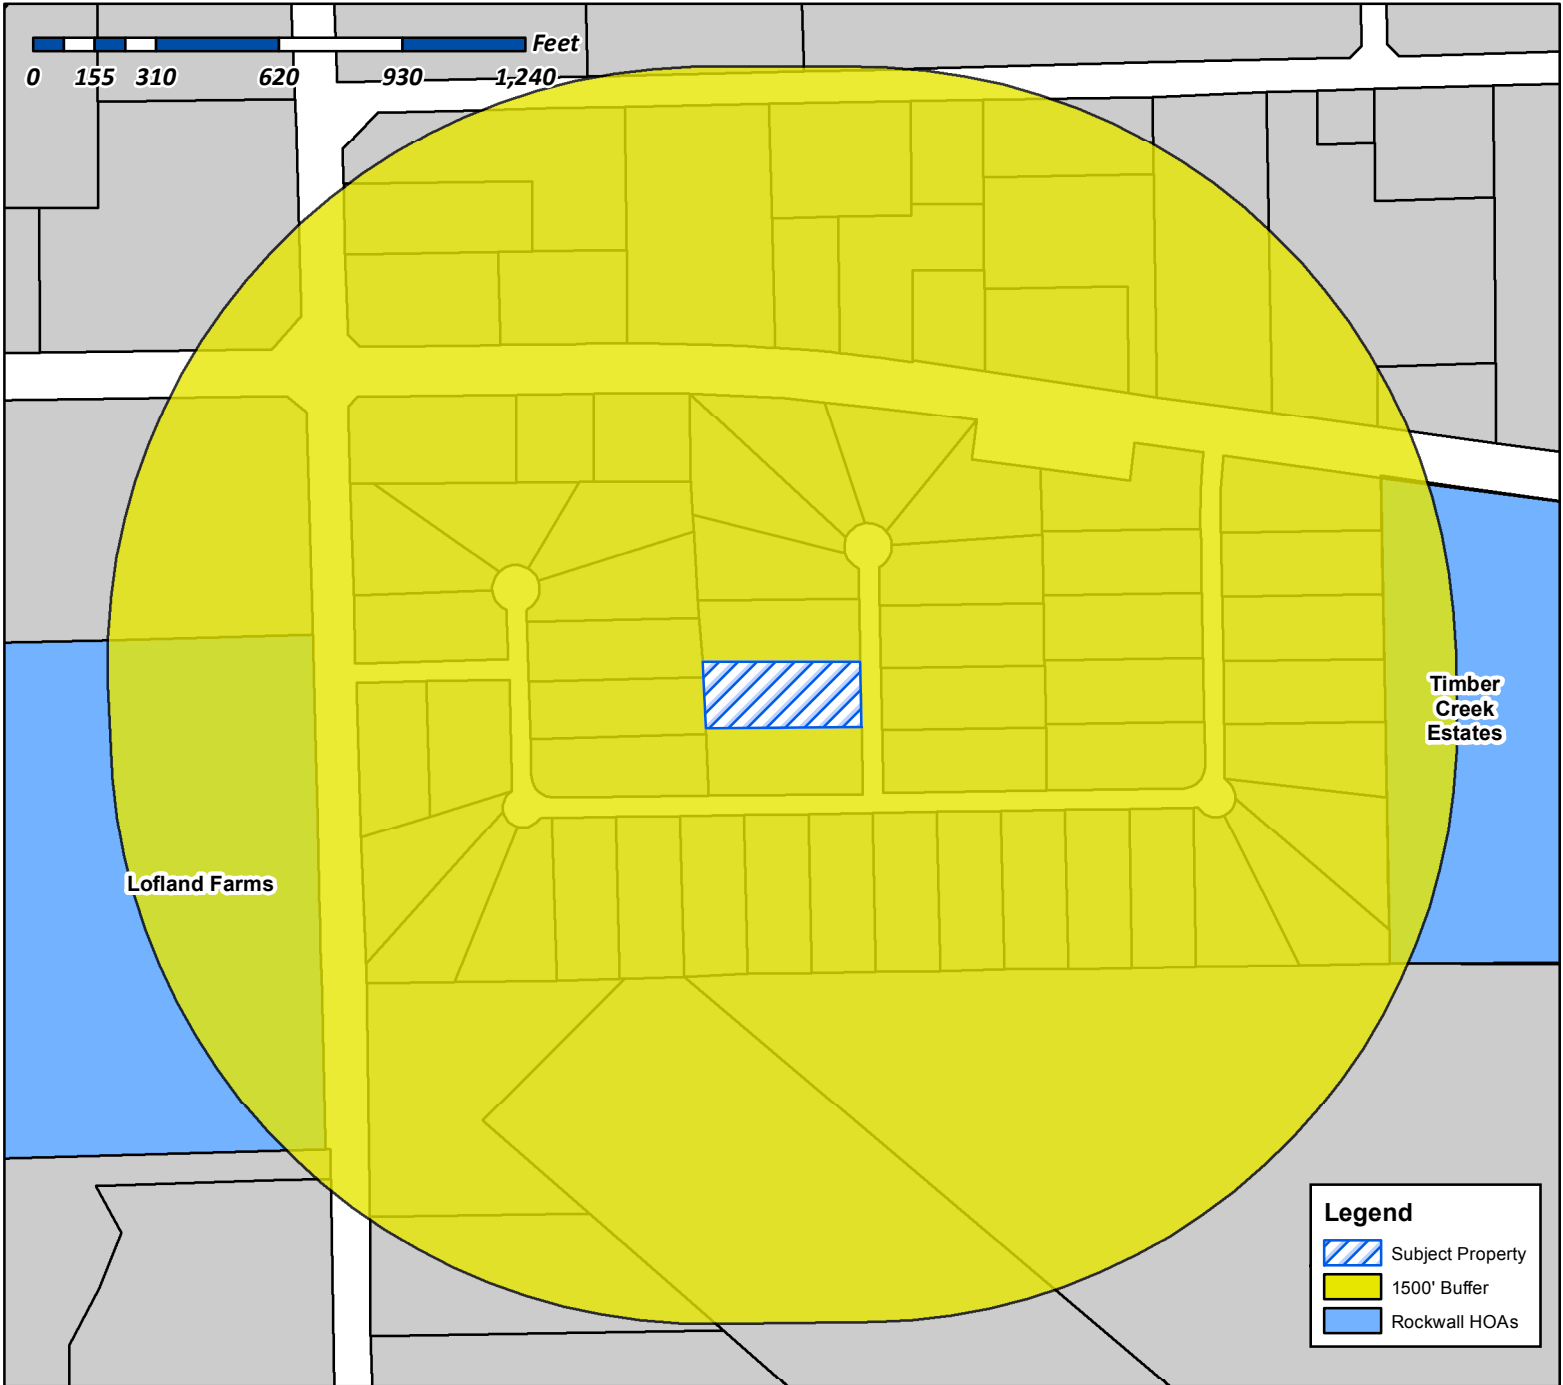 Feet
0 155 310 620 930 1,240
Timber
Creek
Estates
Lofland Farms
Legend
Subject Property
1500' Buffer
Rockwall HOAs